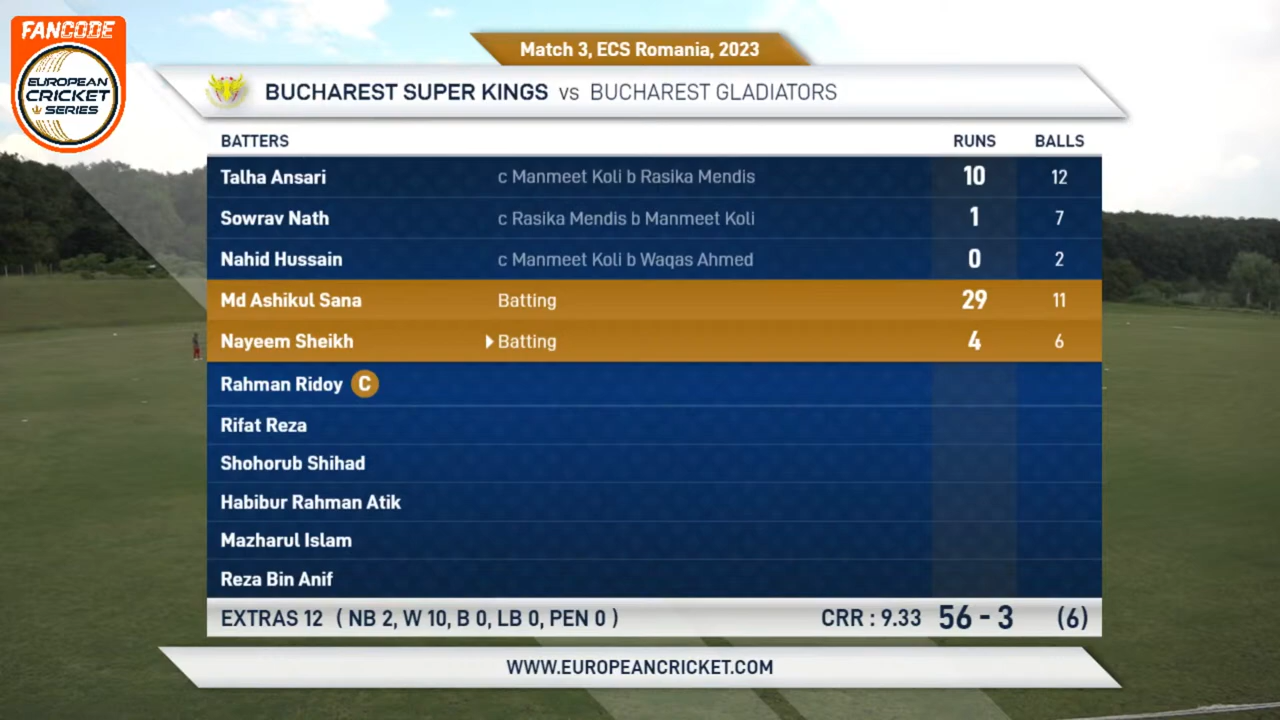 FANCODE
EUROPEAN
CRICKET
SERIES
Match 3, ECS Romania, 2023
BUCHAREST SUPER KINGS vs BUCHAREST GLADIATORS
BATTERS RUNS BALLS
Talha Ansari c Manmeet Koli b Rasika Mendis 10 12
Sowrav Nath c Rasika Mendis b Manmeet Koli 1 7
Nahid Hussain c Manmeet Koli b Waqas Ahmed 0 2
Md Ashikul Sana Batting 29 11
Nayeem Sheikh Batting 4 6
Rahman Ridoy C
Rifat Reza
Shohorub Shihad
Habibur Rahman Atik
Mazharul Islam
Reza Bin Anif
EXTRAS 12 ( NB 2, W 10, B 0, LB 0, PEN 0 ) CRR : 9.33 56 - 3 (6)
WWW.EUROPEANCRICKET.COM